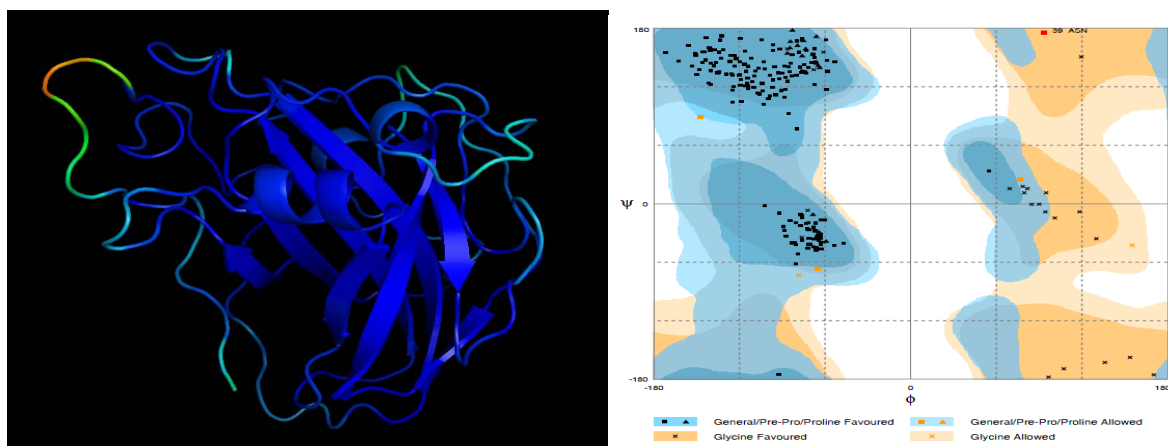 180
39 ASN
ψ
0
-180
-180
0
180
ϕ
General/Pre-Pro/Proline Favoured
General/Pre-Pro/Proline Allowed
Glycine Favoured
Glycine Allowed